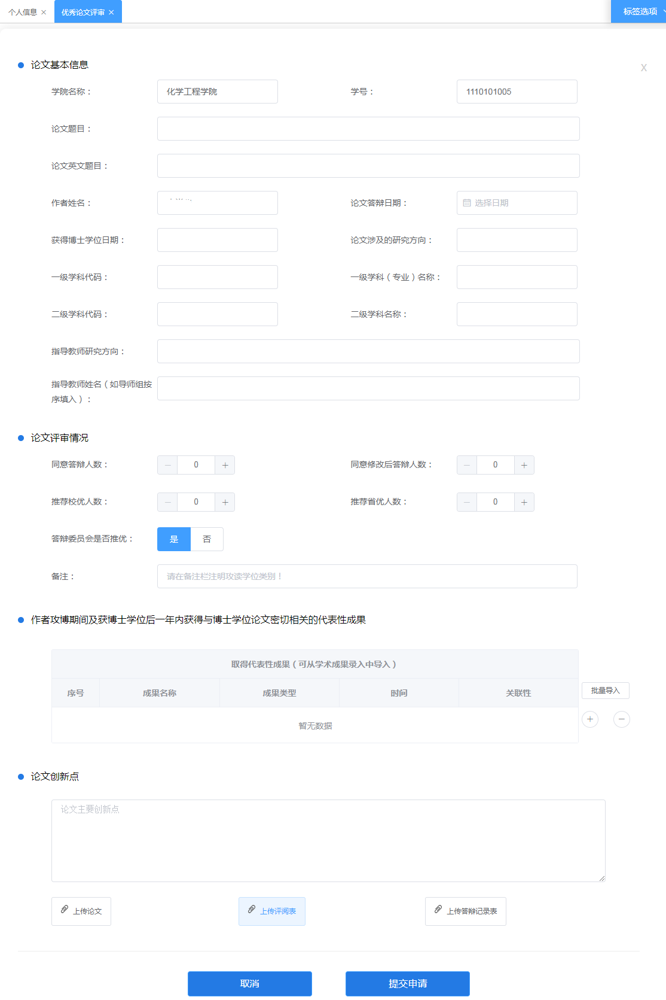 个人信息 × 优秀论文评审 × 标签选项
论文基本信息
X
学院名称： 化学工程学院 学号： 1110101005
论文题目：
论文英文题目：
作者姓名： 论文答辩日期： 选择日期
获得博士学位日期： 论文涉及的研究方向：
一级学科代码： 一级学科（专业）名称：
二级学科代码： 二级学科名称：
指导教师研究方向：
指导教师姓名（如导师组按
序填入）：
论文评审情况
同意答辩人数： － 0 + 同意修改后答辩人数： － 0 +
推荐校优人数： － 0 + 推荐省优人数： － 0 +
答辩委员会是否推优： 是 否
备注： 请在备注栏注明攻读学位类别！
作者攻博期间及获博士学位后一年内获得与博士学位论文密切相关的代表性成果
取得代表性成果（可从学术成果录入中导入）
序号 成果名称 成果类型 时间 关联性 批量导入
+ －
暂无数据
论文创新点
论文主要创新点
上传论文 上传评阅表 上传答辩记录表
取消 提交申请